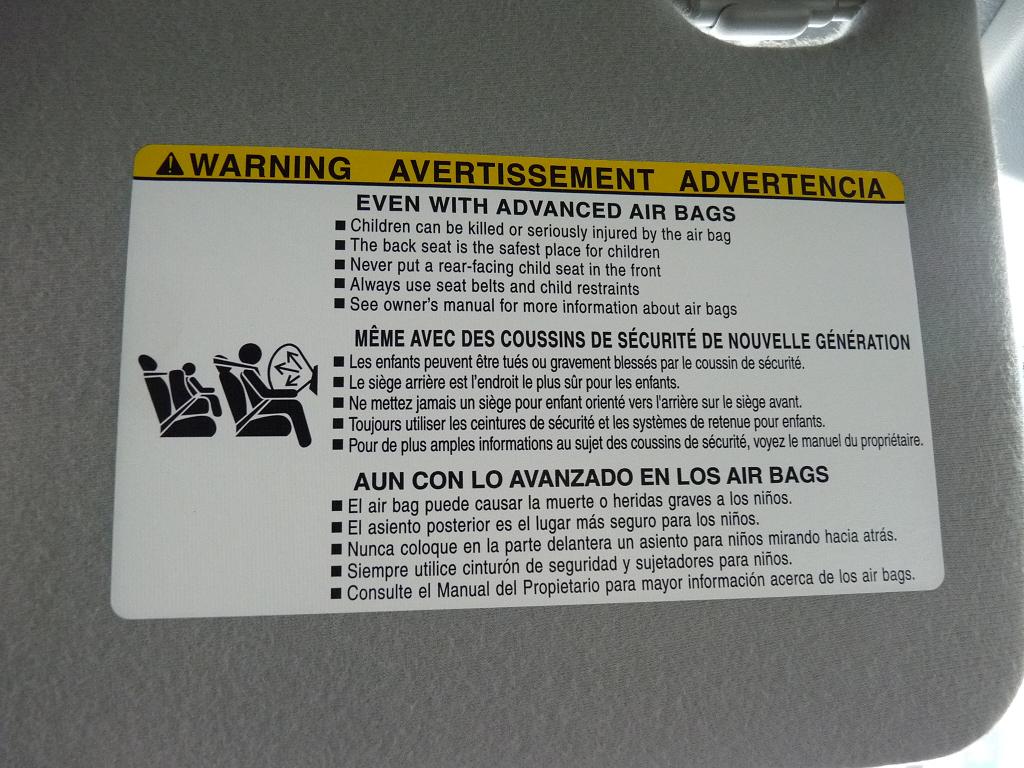 WARNING AVERTISSEMENT ADVERTENCIA
EVEN WITH ADVANCED AIR BAGS
■ Children can be killed or seriously injured by the air bag
■ The back seat is the safest place for children
■ Never put a rear-facing child seat in the front
■ Always use seat belts and child restraints
■ See owner's manual for more information about air bags
MÊME AVEC DES COUSSINS DE SÉCURITÉ DE NOUVELLE GÉNÉRATION
■ Les enfants peuvent être tués ou gravement blessés par le coussin de sécurité.
■ Le siège arrière est l'endroit le plus sûr pour les enfants.
■ Ne mettez jamais un siège pour enfant orienté vers l'arrière sur le siège avant.
■ Toujours utiliser les ceintures de sécurité et les systèmes de retenue pour enfants.
■ Pour de plus amples informations au sujet des coussins de sécurité, voyez le manuel du propriétaire.
AUN CON LO AVANZADO EN LOS AIR BAGS
■ El air bag puede causar la muerte o heridas graves a los niños.
■ El asiento posterior es el lugar más seguro para los niños.
■ Nunca coloque en la parte delantera un asiento para niños mirando hacia atrás.
■ Siempre utilice cinturón de seguridad y sujetadores para niños.
■ Consulte el Manual del Propietario para mayor información acerca de los air bags.